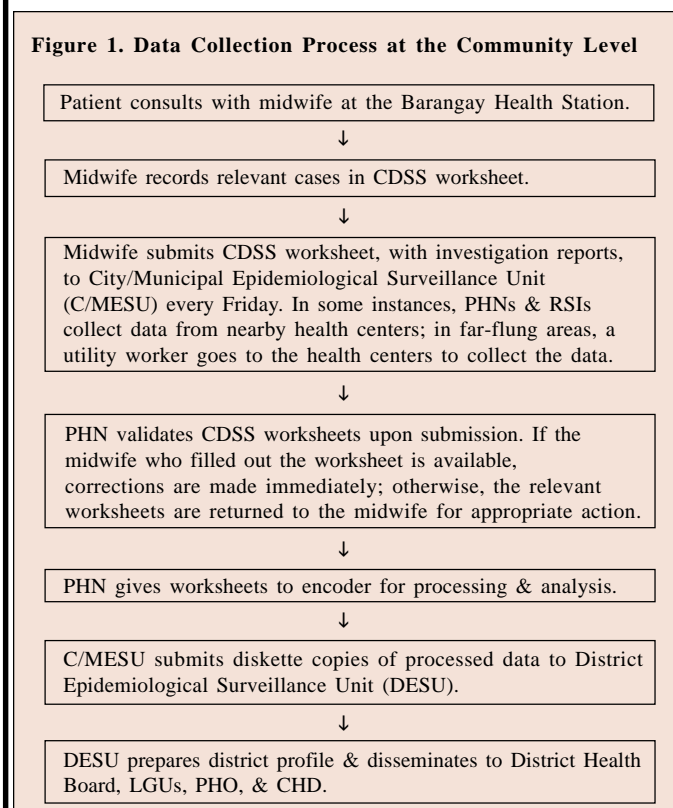 Figure 1. Data Collection Process at the Community Level
Patient consults with midwife at the Barangay Health Station.
↓
Midwife records relevant cases in CDSS worksheet.
↓
Midwife submits CDSS worksheet, with investigation reports,
to City/Municipal Epidemiological Surveillance Unit
(C/MESU) every Friday. In some instances, PHNs & RSIs
collect data from nearby health centers; in far-flung areas, a
utility worker goes to the health centers to collect the data.
↓
PHN validates CDSS worksheets upon submission. If the
midwife who filled out the worksheet is available,
corrections are made immediately; otherwise, the relevant
worksheets are returned to the midwife for appropriate action.
↓
PHN gives worksheets to encoder for processing & analysis.
↓
C/MESU submits diskette copies of processed data to District
Epidemiological Surveillance Unit (DESU).
↓
DESU prepares district profile & disseminates to District Health
Board, LGUs, PHO, & CHD.